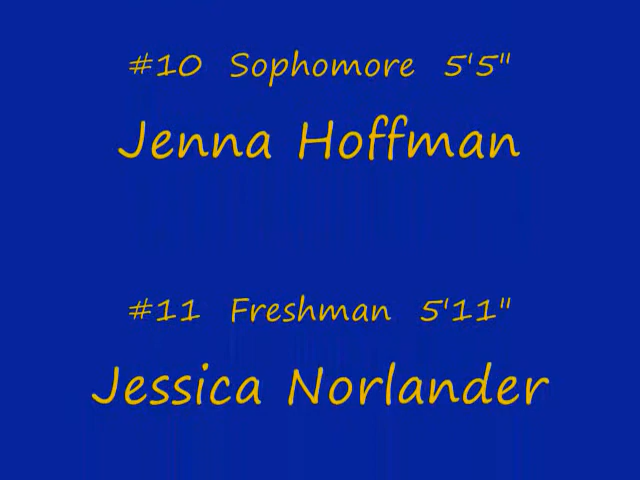 #10 Sophomore 5'5"
Jenna Hoffman
#11 Freshman 5'11"
Jessica Norlander